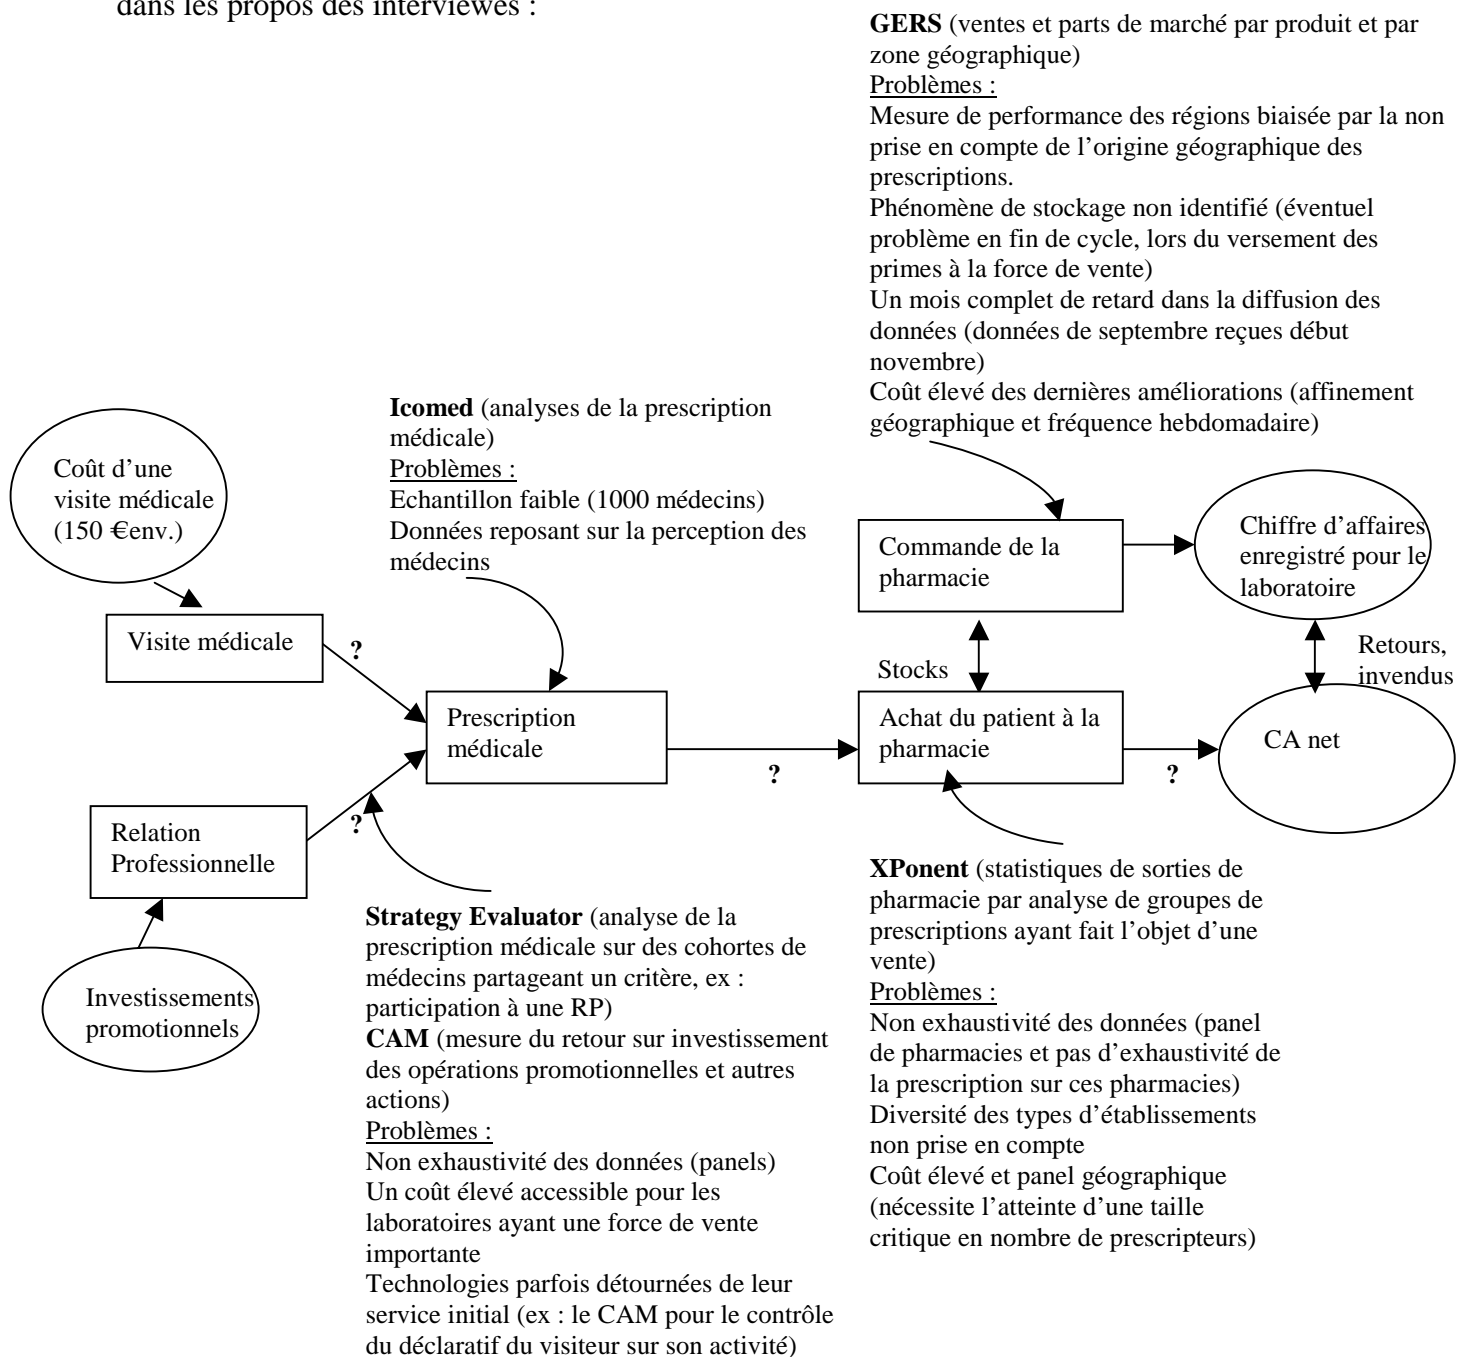 dans les propos des interviewés :
GERS (ventes et parts de marché par produit et par
zone géographique)
Problèmes :
Mesure de performance des régions biaisée par la non
prise en compte de l’origine géographique des
prescriptions.
Phénomène de stockage non identifié (éventuel
problème en fin de cycle, lors du versement des
primes à la force de vente)
Un mois complet de retard dans la diffusion des
données (données de septembre reçues début
novembre)
Coût élevé des dernières améliorations (affinement
géographique et fréquence hebdomadaire)
Icomed (analyses de la prescription
médicale)
Problèmes :
Echantillon faible (1000 médecins)
Données reposant sur la perception des
médecins
Coût d’une
visite médicale
(150 €env.)
Commande de la
pharmacie
Chiffre d’affaires
enregistré pour le
laboratoire
Visite médicale
?
Stocks
Retours,
invendus
Prescription
médicale
?
Achat du patient à la
pharmacie
?
CA net
Relation
Professionnelle
?
Investissements
promotionnels
Strategy Evaluator (analyse de la
prescription médicale sur des cohortes de
médecins partageant un critère, ex :
participation à une RP)
CAM (mesure du retour sur investissement
des opérations promotionnelles et autres
actions)
Problèmes :
Non exhaustivité des données (panels)
Un coût élevé accessible pour les
laboratoires ayant une force de vente
importante
Technologies parfois détournées de leur
service initial (ex : le CAM pour le contrôle
du déclaratif du visiteur sur son activité)
XPonent (statistiques de sorties de
pharmacie par analyse de groupes de
prescriptions ayant fait l’objet d’une
vente)
Problèmes :
Non exhaustivité des données (panel
de pharmacies et pas d’exhaustivité de
la prescription sur ces pharmacies)
Diversité des types d’établissements
non prise en compte
Coût élevé et panel géographique
(nécessite l’atteinte d’une taille
critique en nombre de prescripteurs)